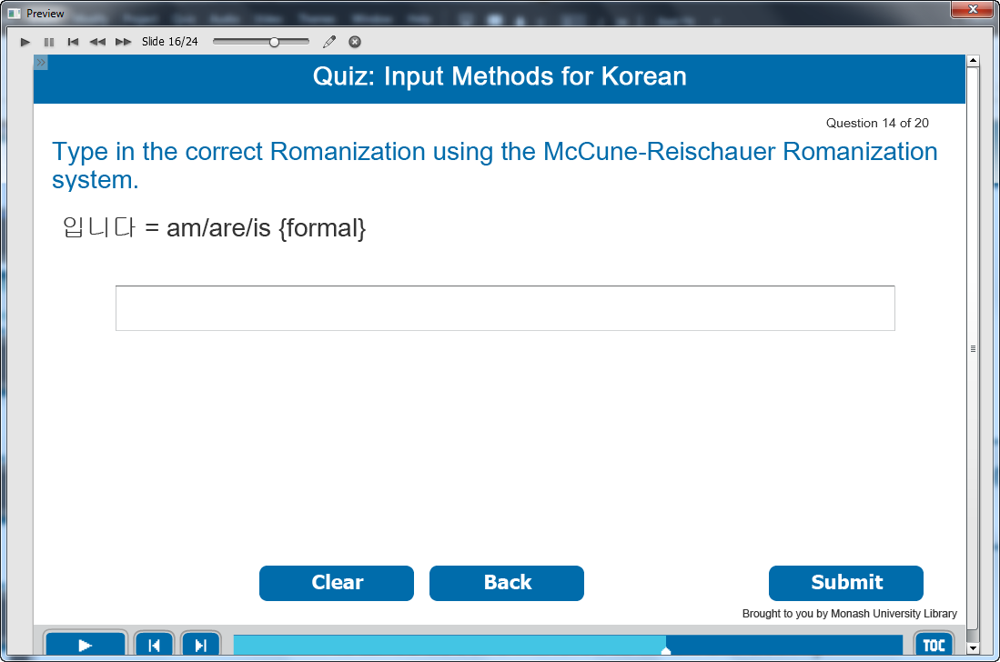 Preview
Slide 16/24
Quiz: Input Methods for Korean
Question 14 of 20
Type in the correct Romanization using the McCune-Reischauer Romanization
system.
입니다 = am/are/is {formal}
Clear
Back
Submit
Brought to you by Monash University Library
TOC